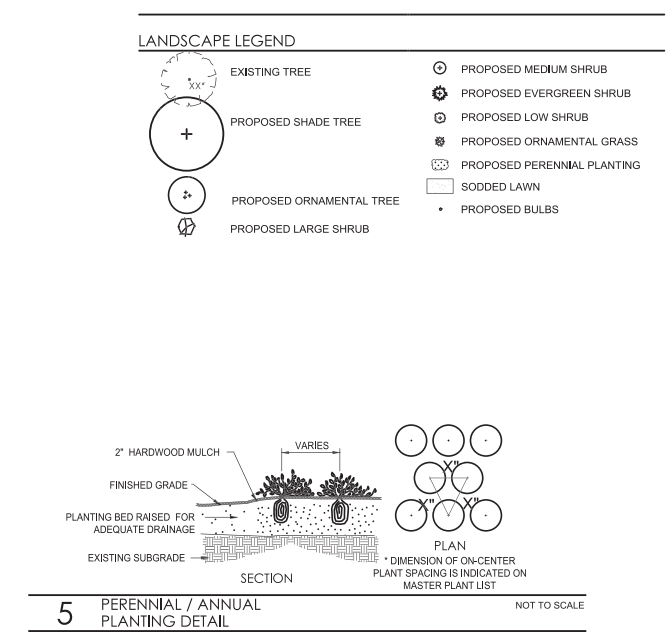 LANDSCAPE LEGEND
EXISTING TREE
XX"
PROPOSED SHADE TREE
PROPOSED ORNAMENTAL TREE
PROPOSED LARGE SHRUB
PROPOSED MEDIUM SHRUB
PROPOSED EVERGREEN SHRUB
PROPOSED LOW SHRUB
PROPOSED ORNAMENTAL GRASS
PROPOSED PERENNIAL PLANTING
SODDED LAWN
PROPOSED BULBS
VARIES
2" HARDWOOD MULCH
FINISHED GRADE
PLANTING BED RAISED FOR
ADEQUATE DRAINAGE
EXISTING SUBGRADE
SECTION
X"
X" X"
PLAN
* DIMENSION OF ON-CENTER
PLANT SPACING IS INDICATED ON
MASTER PLANT LIST
5 PERENNIAL / ANNUAL
PLANTING DETAIL
NOT TO SCALE